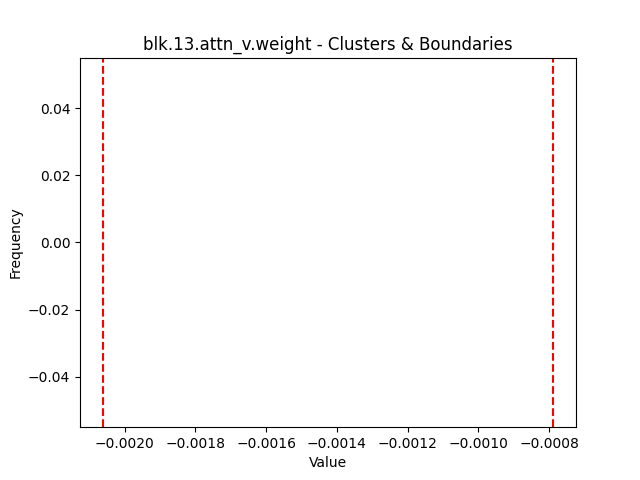 blk.13.attn_v.weight - Clusters & Boundaries
0.04
0.02
0.00
−0.02
−0.04
Frequency
−0.0020 −0.0018 −0.0016 −0.0014 −0.0012 −0.0010 −0.0008
Value